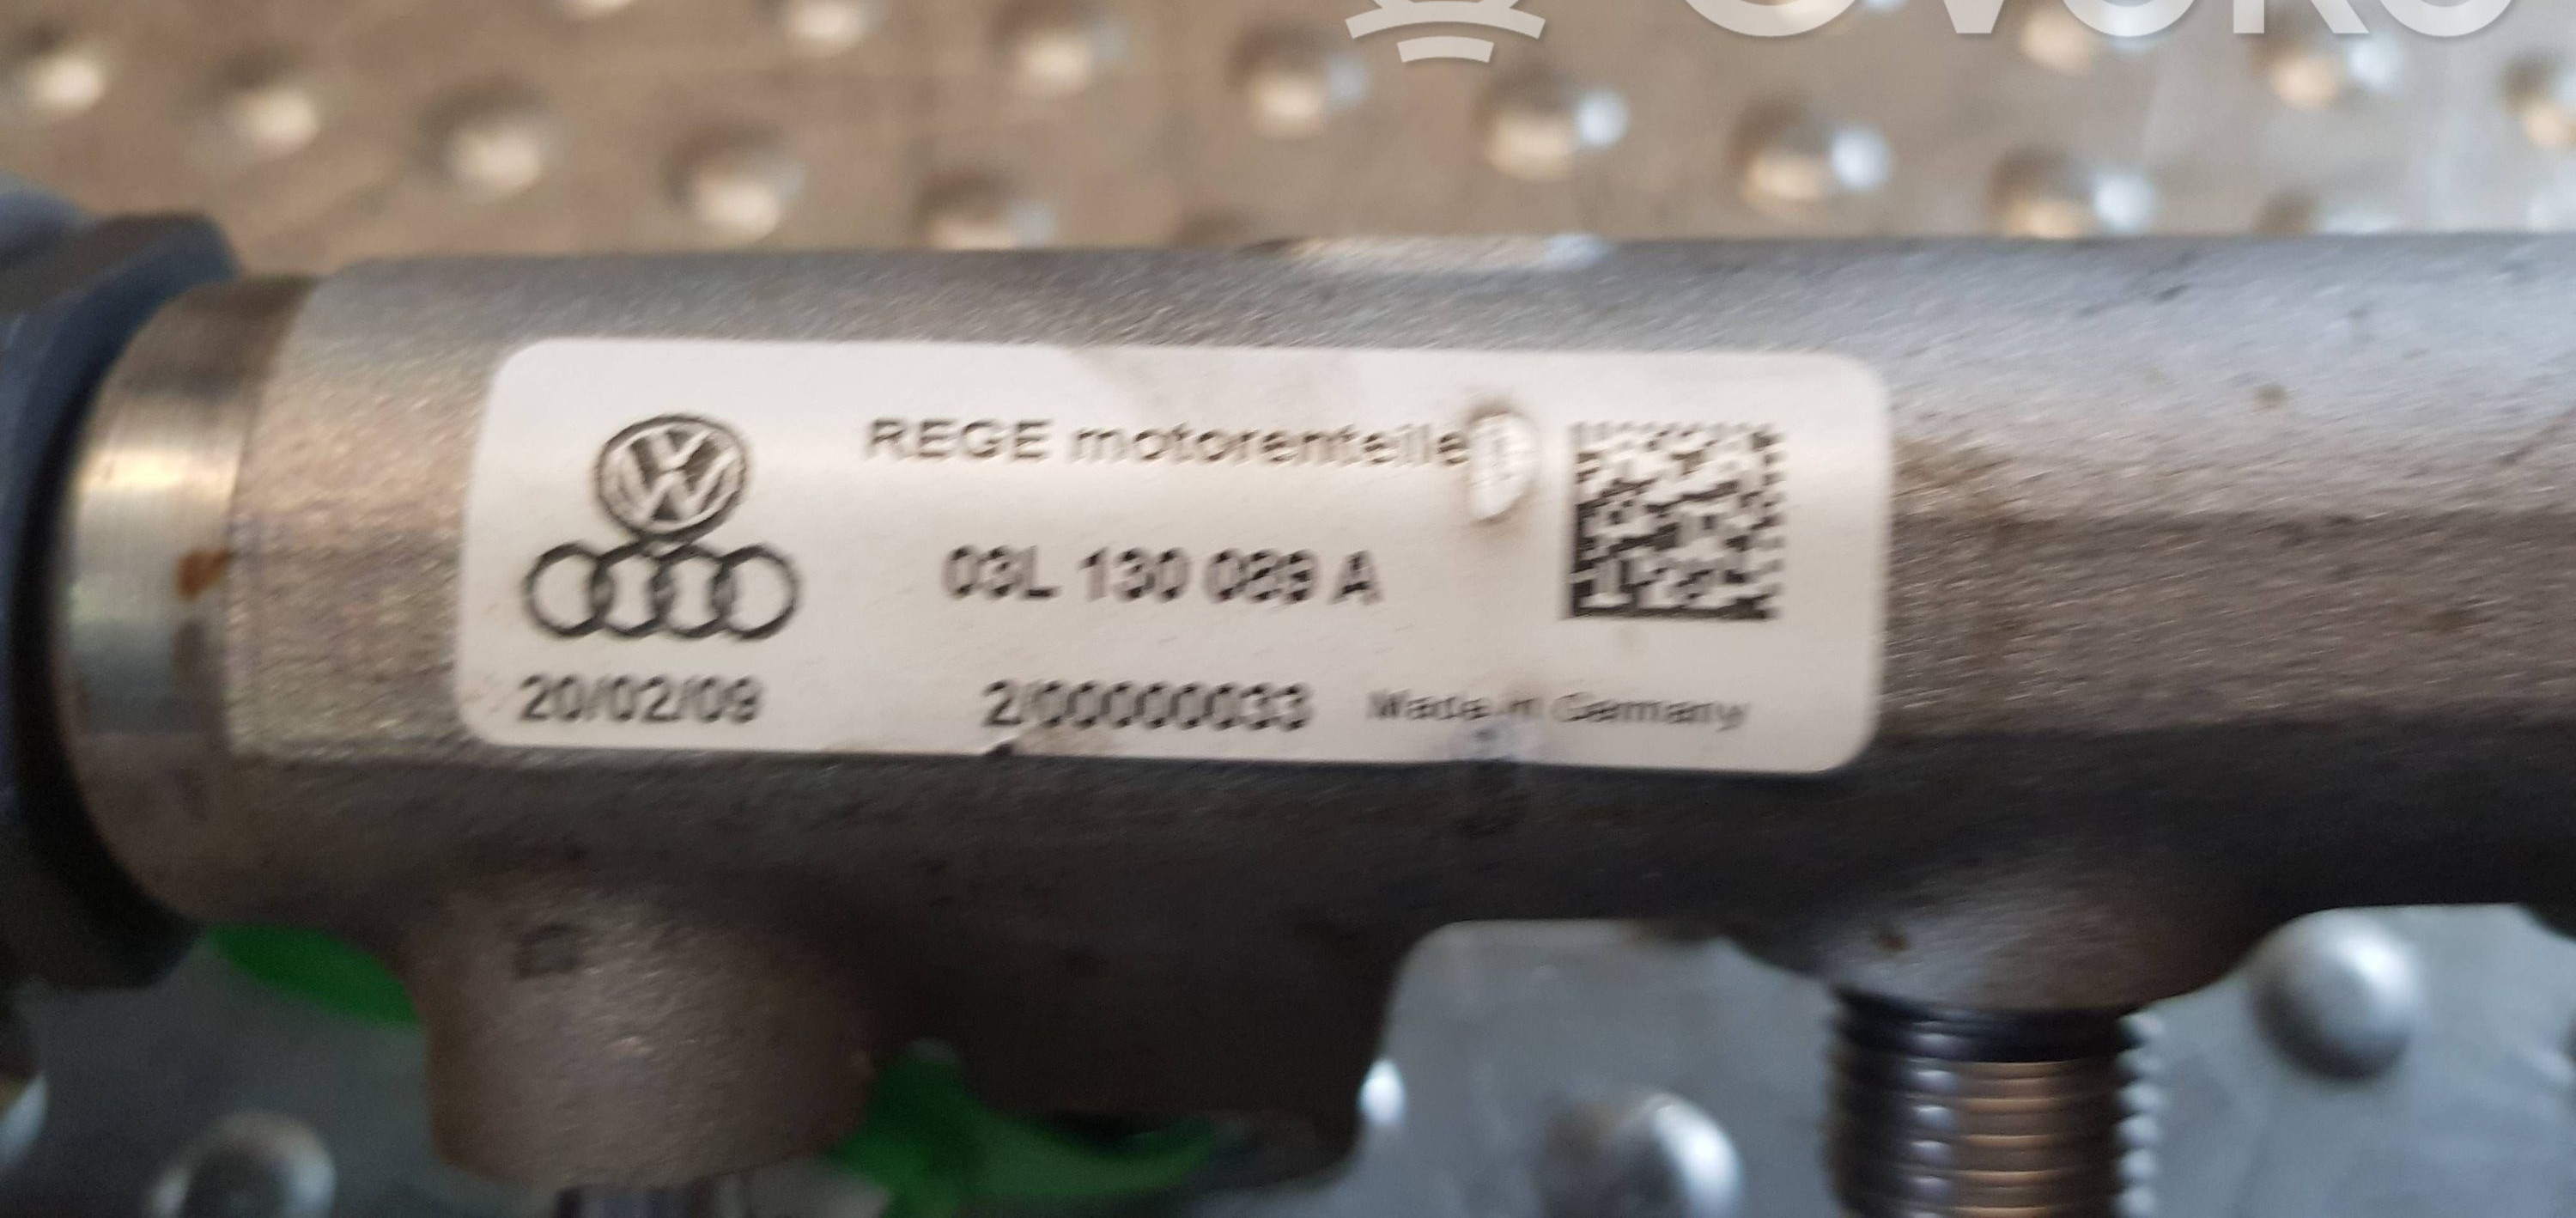 REGE motorenteile
03L 130 089 A
20/02/09
2/00000033
Made in Germany